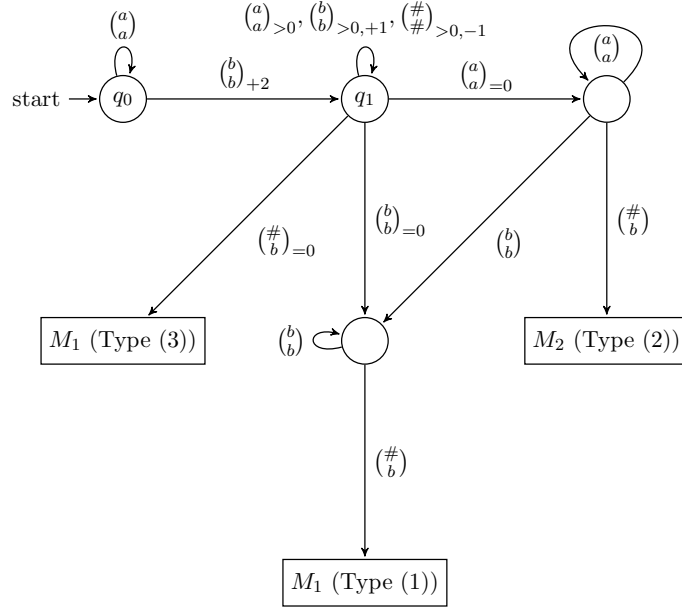 (a a)
(a a)>0, (b b)>0,+1, (# #)>0,−1
(a a)
start
q0
(b b)+2
q1
(a a)=0
(# b)=0
(b b)=0
(b b)
(# b)
M1 (Type (3))
(b b)
M2 (Type (2))
(# b)
M1 (Type (1))